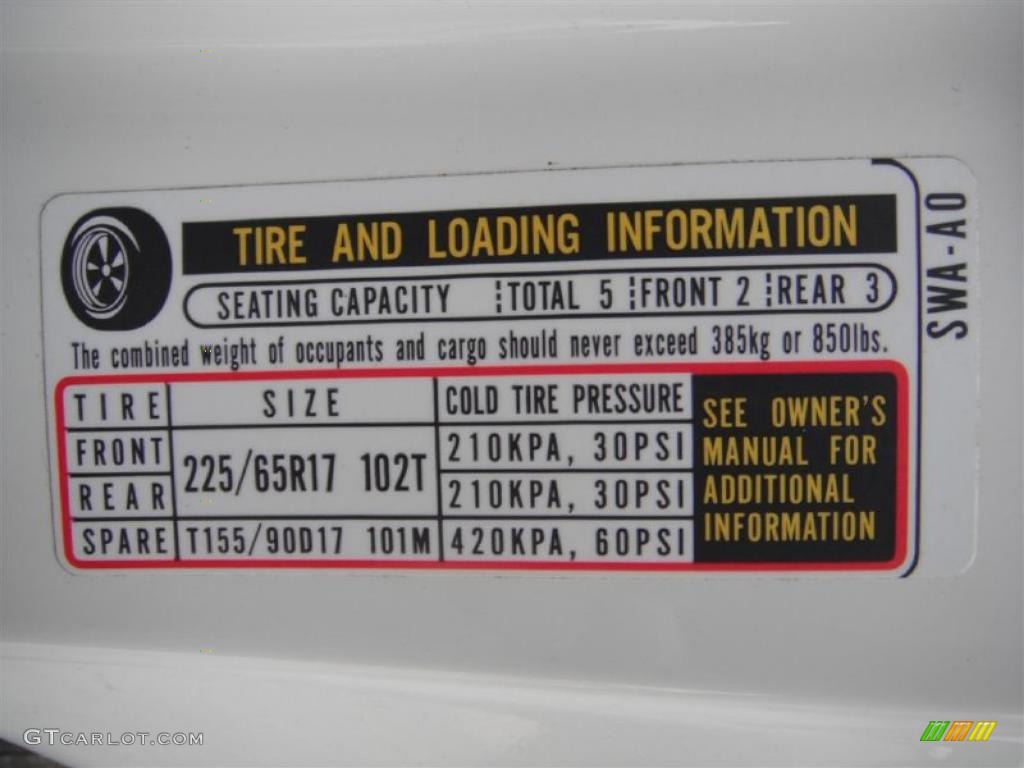 TIRE AND LOADING INFORMATION
SEATING CAPACITY TOTAL 5 FRONT 2 REAR 3
The combined weight of occupants and cargo should never exceed 385kg or 850lbs.
TIRE SIZE COLD TIRE PRESSURE
FRONT 225/65R17 102T 210KPA, 30PSI
REAR 210KPA, 30PSI
SPARE T155/90D17 101M 420KPA, 60PSI
SEE OWNER'S
MANUAL FOR
ADDITIONAL
INFORMATION
SWA-A0
GTCARLOT.COM